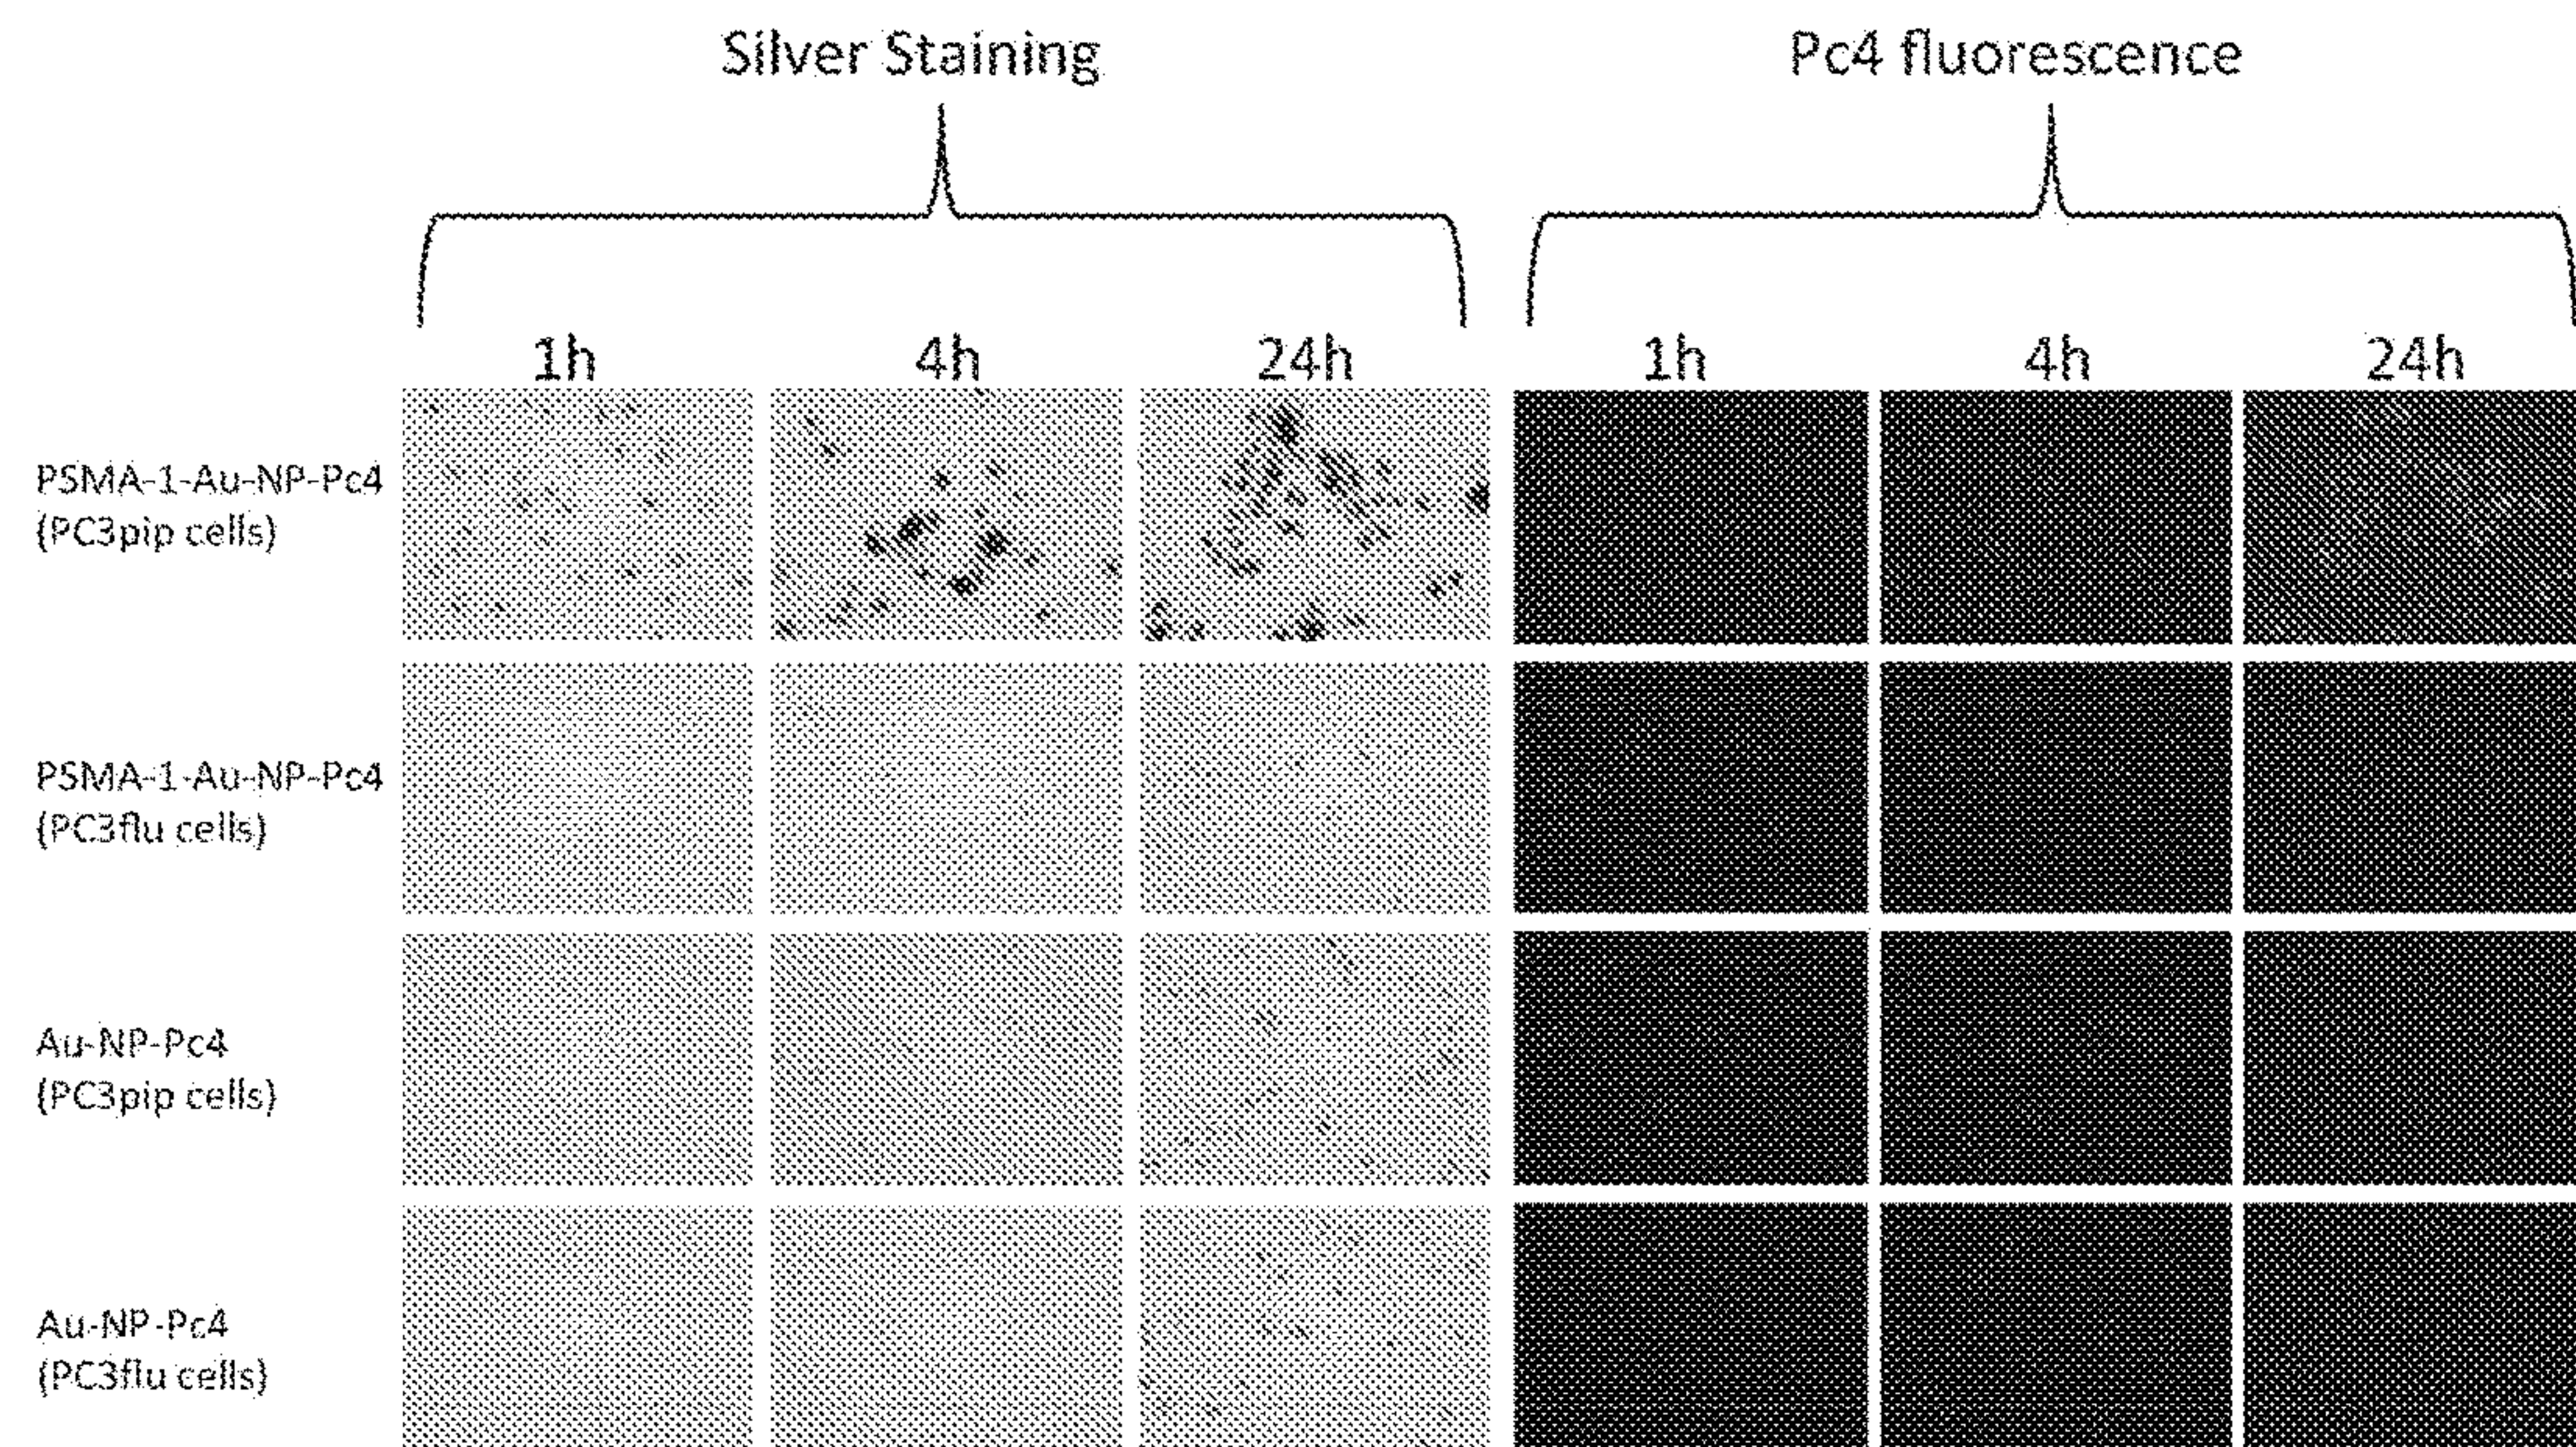 Silver Staining
Pc4 fluorescence
1h
4h
24h
1h
4h
24h
PSMA-1-Au-NP-Pc4
(PC3pip cells)
PSMA-1-Au-NP-Pc4
(PC3flu cells)
Au-NP-Pc4
(PC3pip cells)
Au-NP-Pc4
(PC3flu cells)